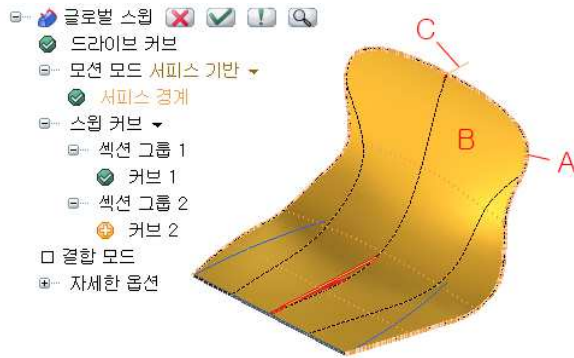 글로벌 스윕
드라이브 커브
모션 모드 서피스 기반
서피스 경계
스윕 커브
섹션 그룹 1
커브 1
섹션 그룹 2
커브 2
결합 모드
자세한 옵션
C
B
A